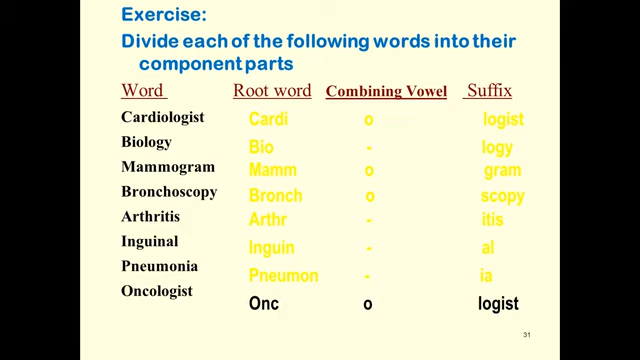 Exercise:
Divide each of the following words into their
component parts
Word Root word Combining Vowel Suffix
Cardiologist Cardi o logist
Biology Bio - logy
Mammogram Mamm o gram
Bronchoscopy Bronch o scopy
Arthritis Arthr - itis
Inguinal Inguin - al
Pneumonia Pneumon - ia
Oncologist Onc o logist
31